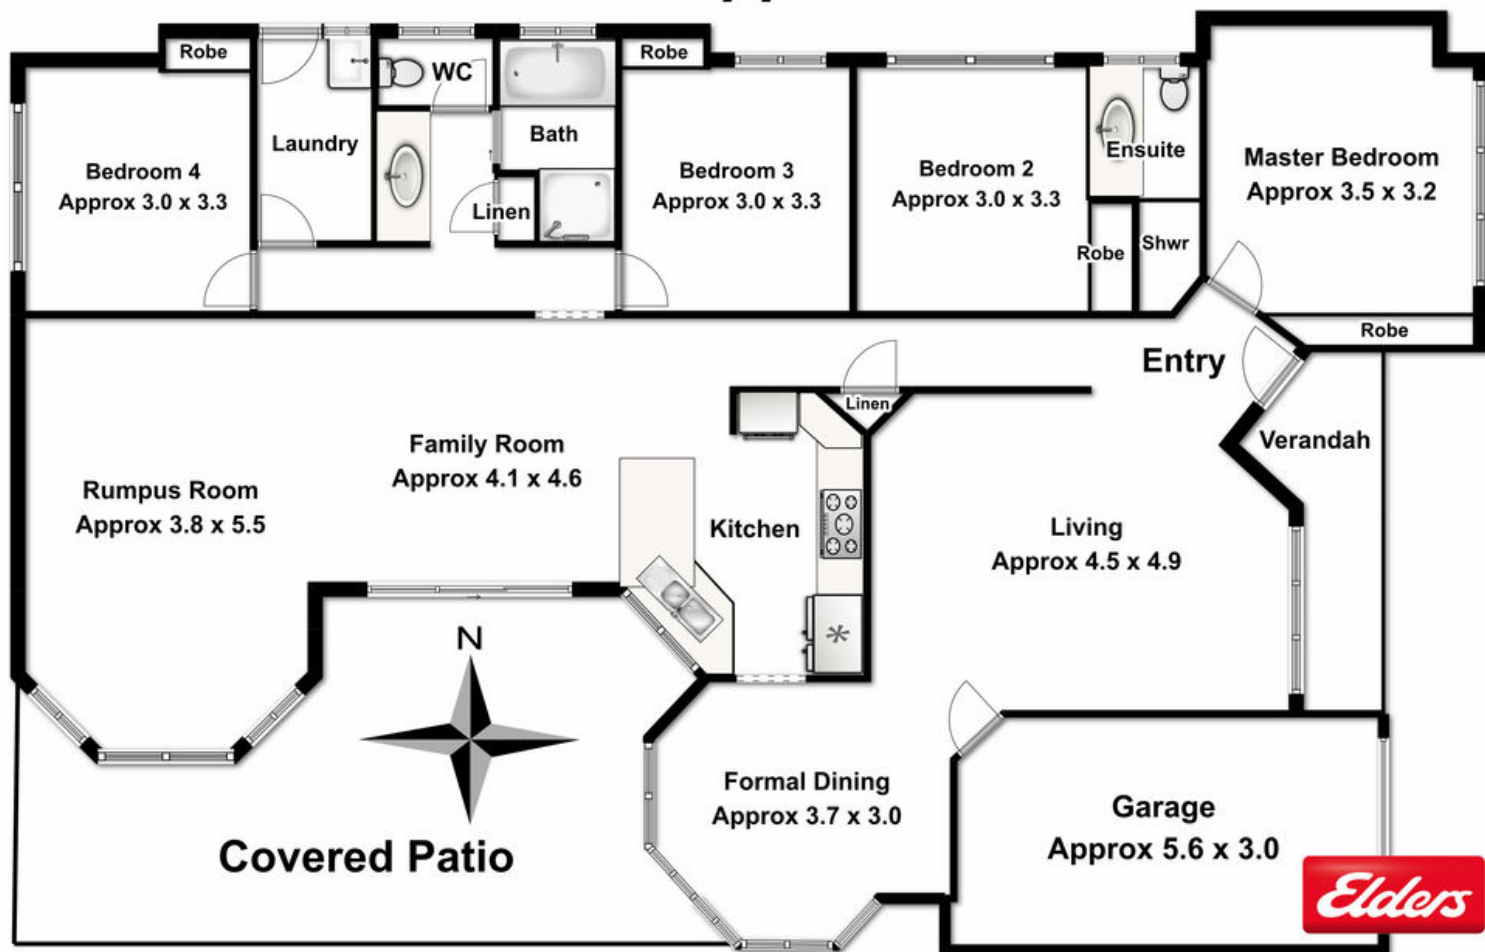 Robe
WC
Robe
Laundry
Bath
Bedroom 4
Approx 3.0 x 3.3
Linen
Bedroom 3
Approx 3.0 x 3.3
Bedroom 2
Approx 3.0 x 3.3
Ensuite
Robe
Shwr
Master Bedroom
Approx 3.5 x 3.2
Robe
Entry
Linen
Verandah
Family Room
Approx 4.1 x 4.6
Rumpus Room
Approx 3.8 x 5.5
Kitchen
Living
Approx 4.5 x 4.9
N
Formal Dining
Approx 3.7 x 3.0
Garage
Approx 5.6 x 3.0
Covered Patio
Elders